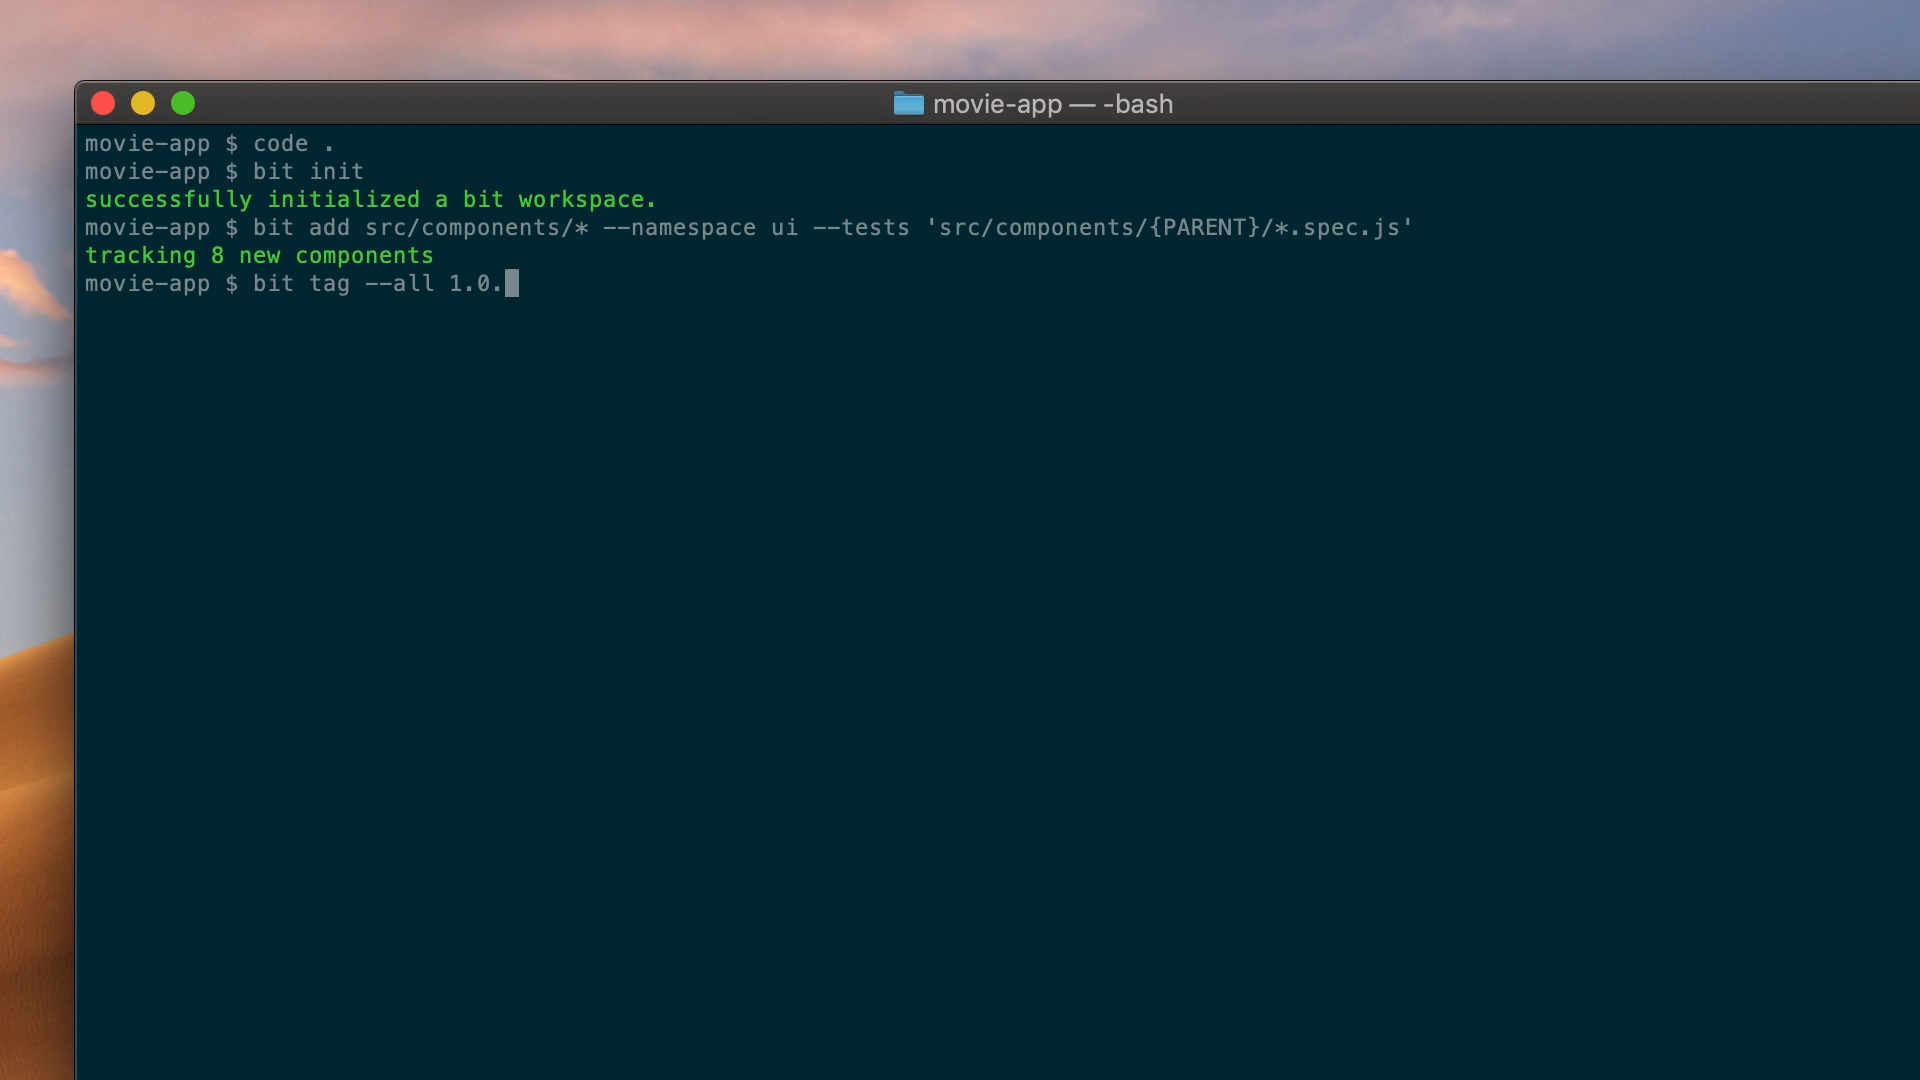 movie-app — -bash
movie-app $ code .
movie-app $ bit init
successfully initialized a bit workspace.
movie-app $ bit add src/components/* --namespace ui --tests 'src/components/{PARENT}/*.spec.js'
tracking 8 new components
movie-app $ bit tag --all 1.0.